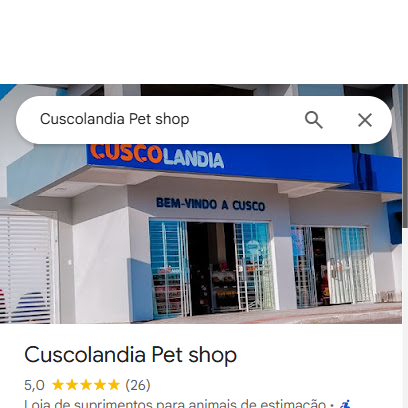 Cuscolandia Pet shop
CUSCOLANDIA
BEM-VINDO A CUSCO
Cuscolandia Pet shop
5,0 (26)
Loja de suprimentos para animais de estimação ·